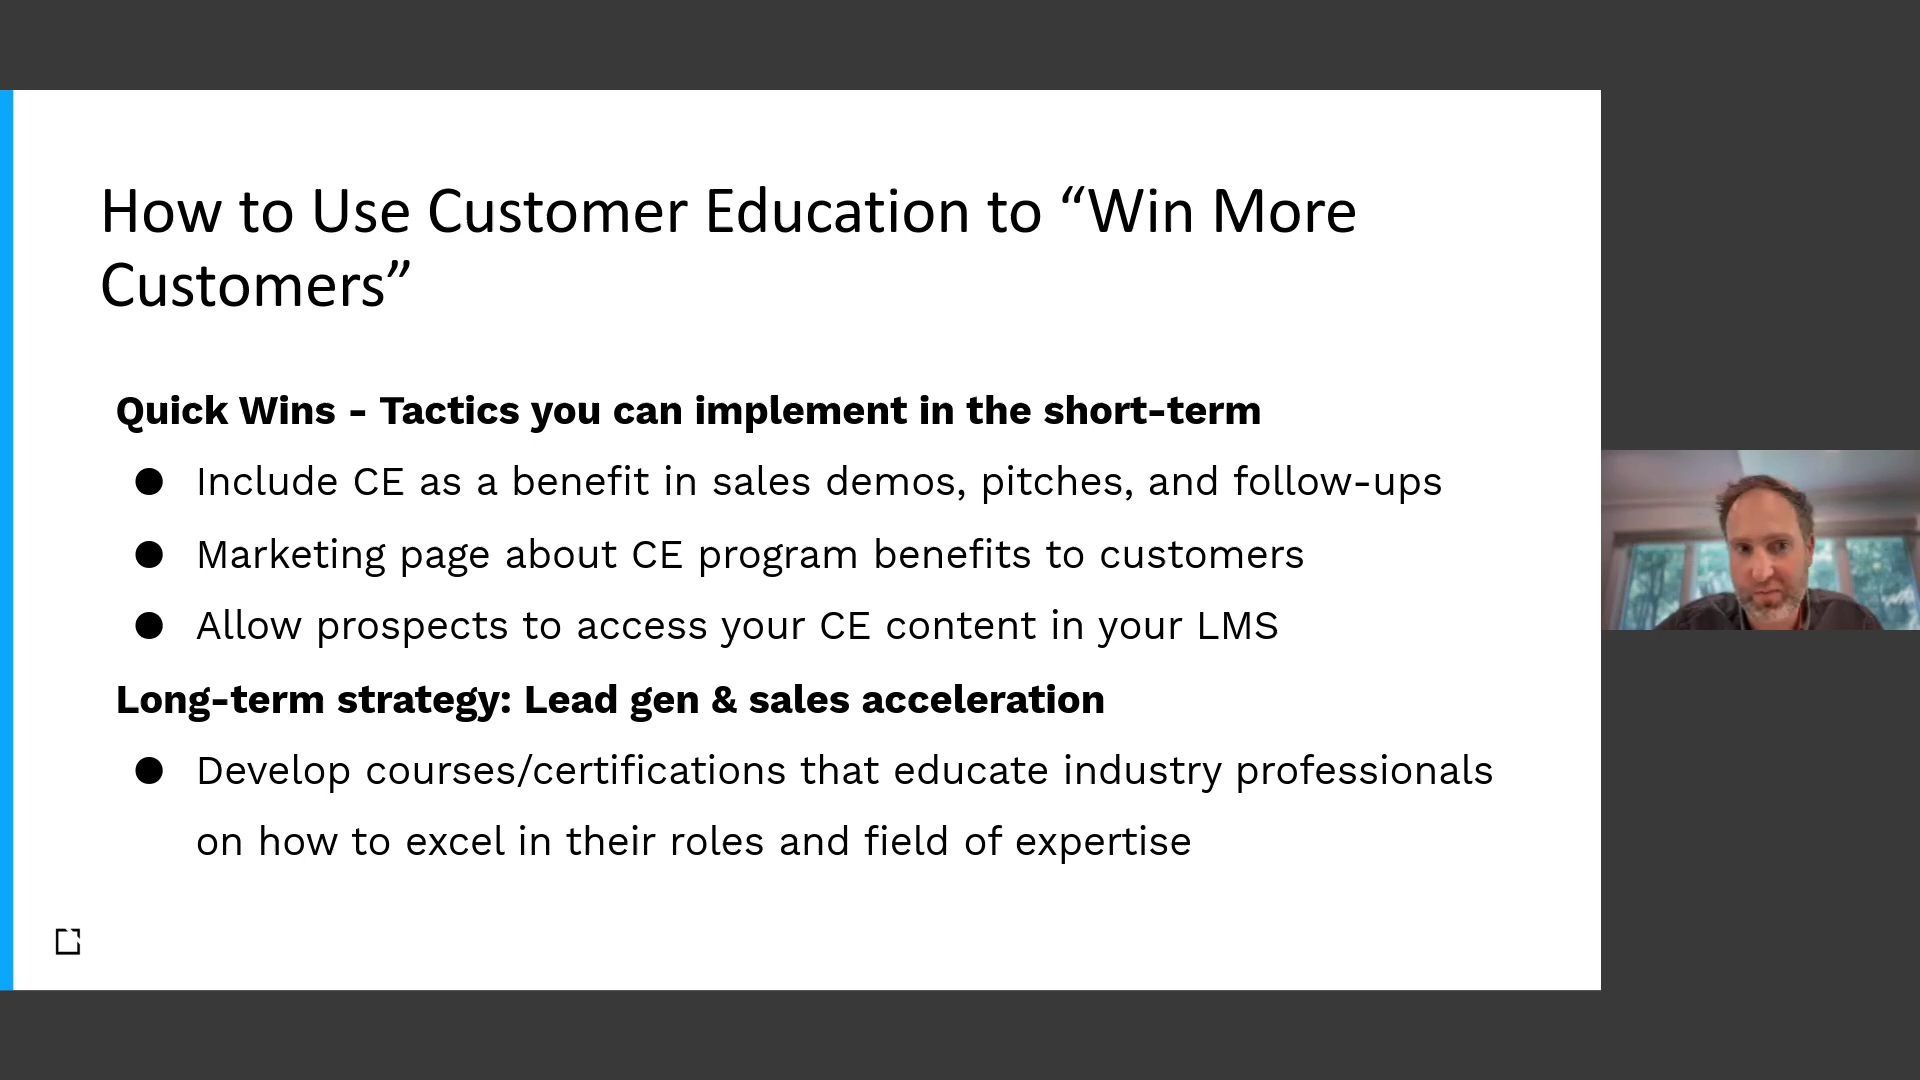 How to Use Customer Education to “Win More
Customers”
Quick Wins - Tactics you can implement in the short-term
● Include CE as a benefit in sales demos, pitches, and follow-ups
● Marketing page about CE program benefits to customers
● Allow prospects to access your CE content in your LMS
Long-term strategy: Lead gen & sales acceleration
● Develop courses/certifications that educate industry professionals
on how to excel in their roles and field of expertise